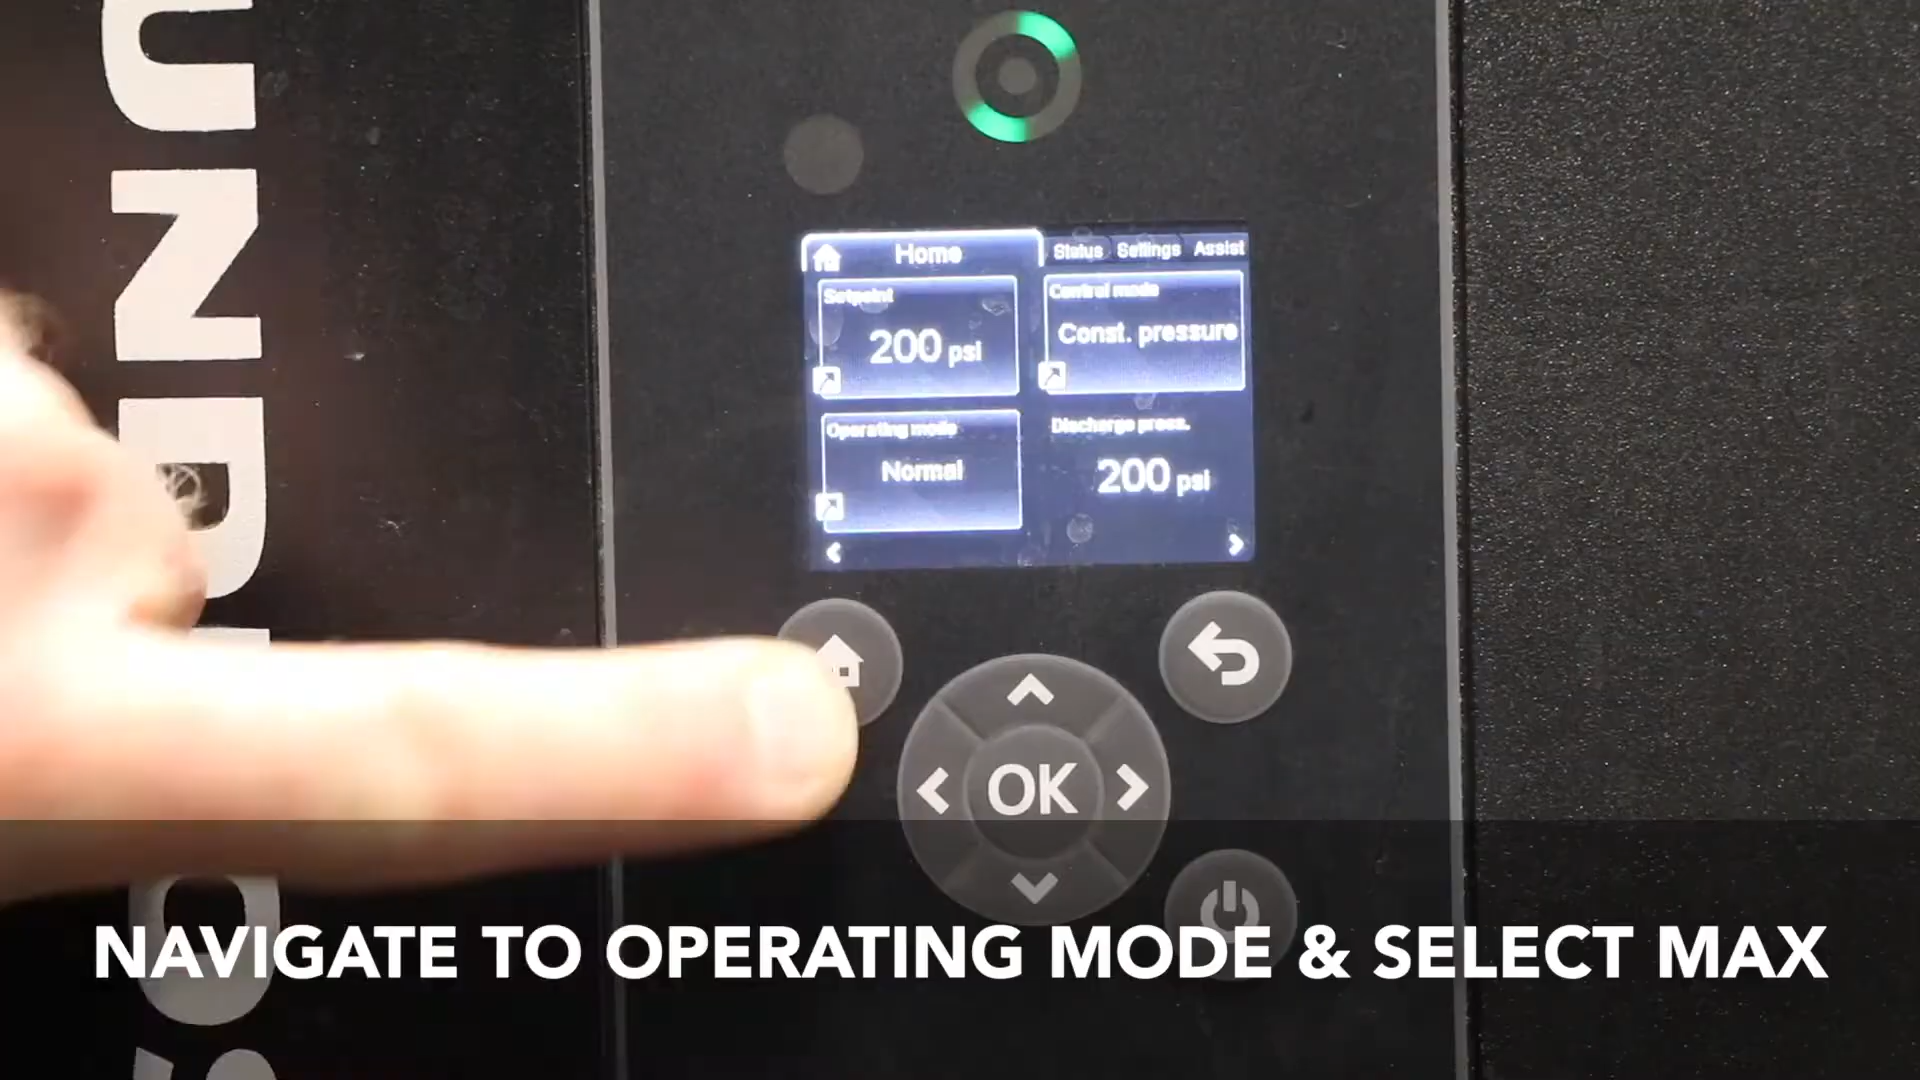 UNDFOS
Home Status Settings Assist
Setpoint
200 psi
Control mode
Const. pressure
Operating mode
Normal
Discharge press.
200 psi
OK
NAVIGATE TO OPERATING MODE & SELECT MAX